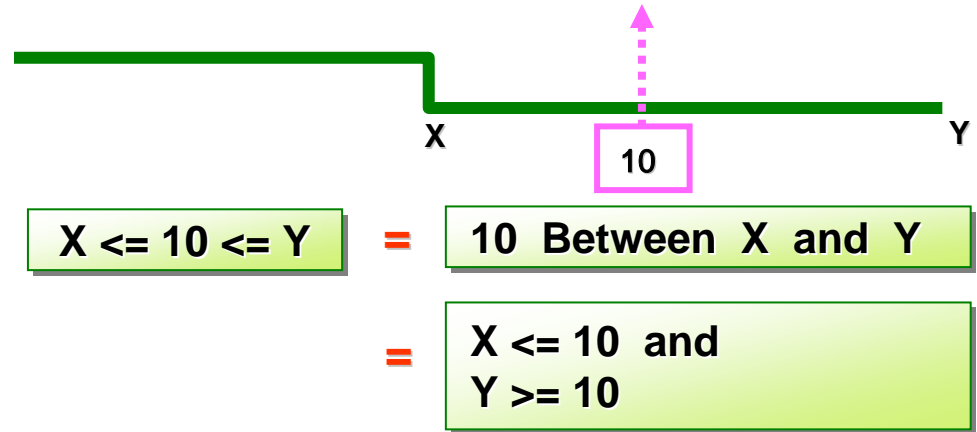 X Y
10
X <= 10 <= Y = 10 Between X and Y
= X <= 10 and
Y >= 10